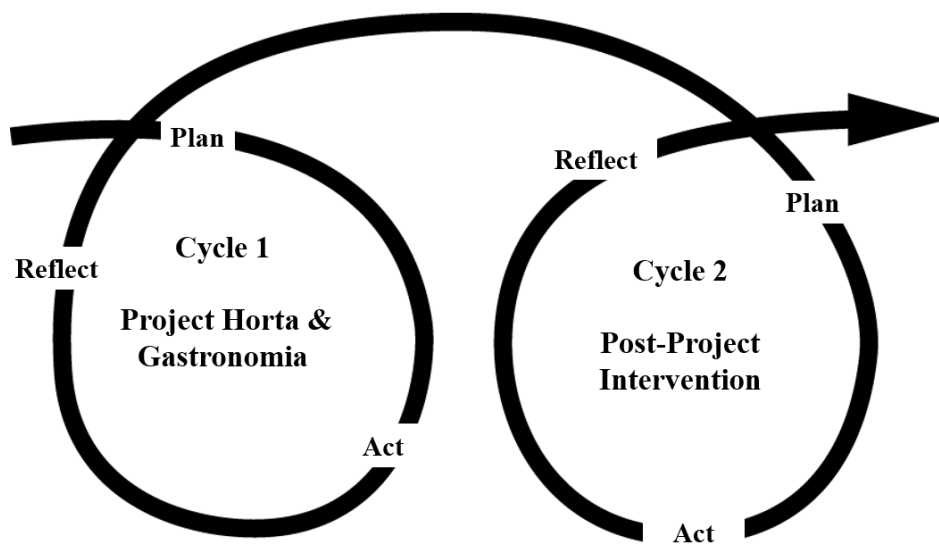 Plan
Reflect
Cycle 1
Project Horta &
Gastronomia
Act
Reflect
Plan
Cycle 2
Post-Project
Intervention
Act